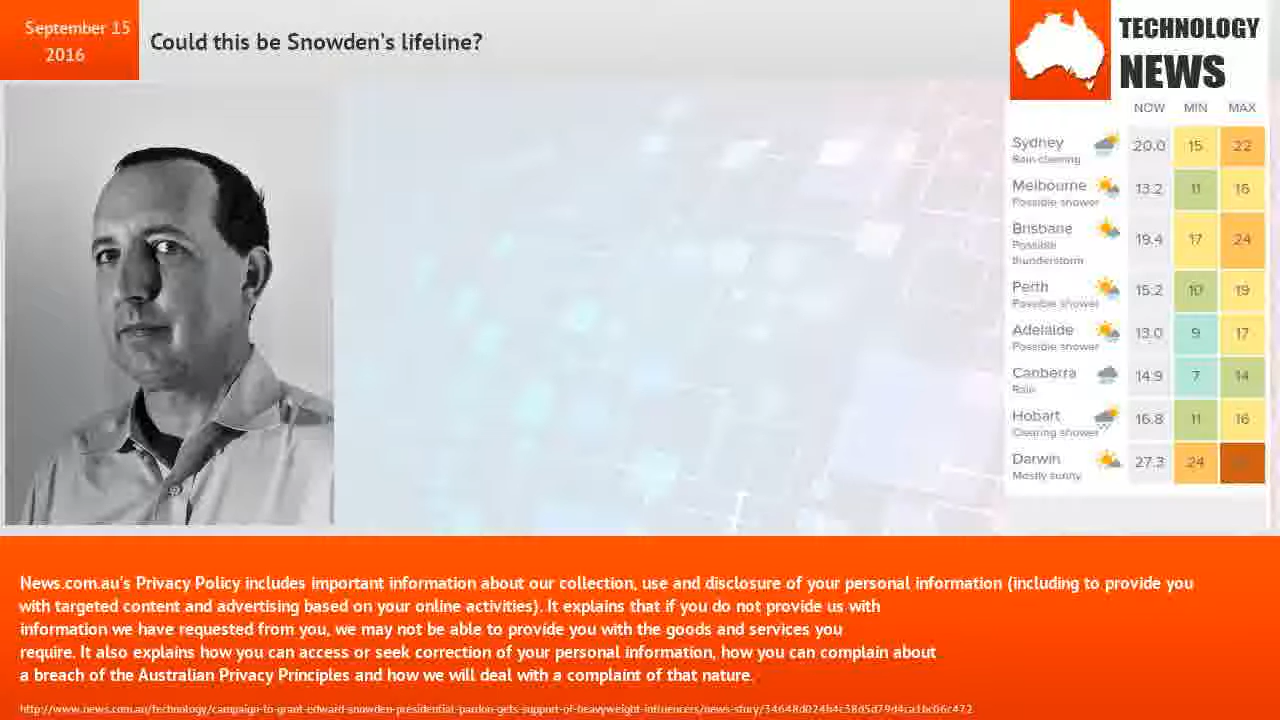 September 15
2016
Could this be Snowden's lifeline?
TECHNOLOGY
NEWS
NOW MIN MAX
Sydney 20.0 15 22
Rain clearing
Melbourne 13.2 11 16
Possible shower
Brisbane 19.4 17 24
Possible
thunderstorm
Perth 15.2 10 19
Possible shower
Adelaide 13.0 9 17
Possible shower
Canberra 14.9 7 14
Rain
Hobart 16.8 11 16
Clearing shower
Darwin 27.3 24
Mostly sunny
News.com.au's Privacy Policy includes important information about our collection, use and disclosure of your personal information (including to provide you
with targeted content and advertising based on your online activities). It explains that if you do not provide us with
information we have requested from you, we may not be able to provide you with the goods and services you
require. It also explains how you can access or seek correction of your personal information, how you can complain about
a breach of the Australian Privacy Principles and how we will deal with a complaint of that nature.